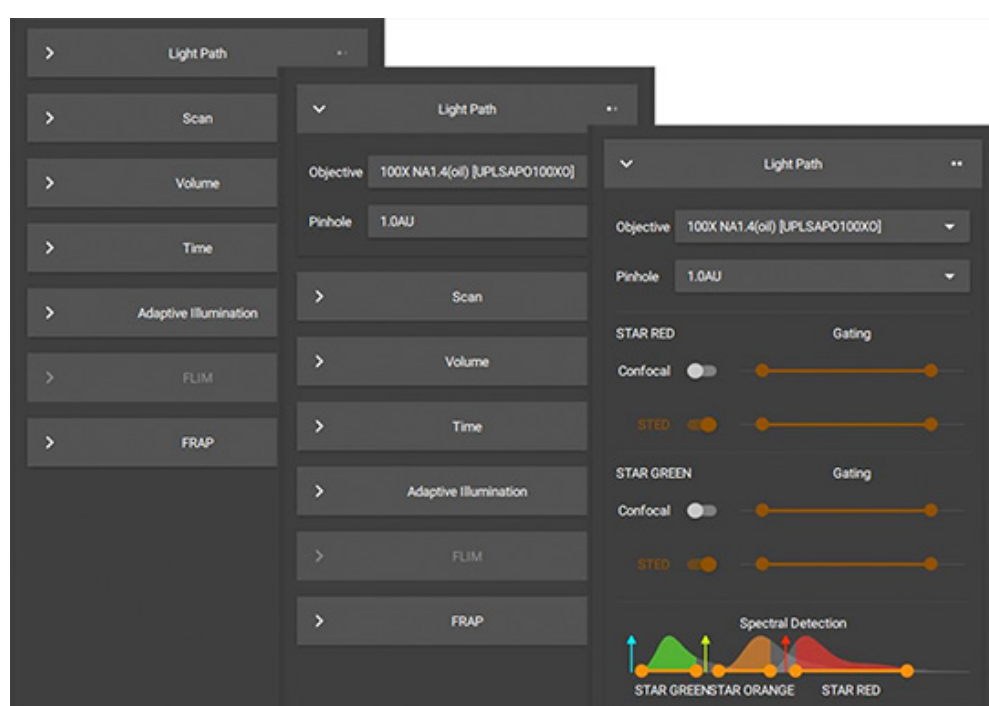 Light Path
Scan
Volume
Time
Adaptive Illumination
FLIM
FRAP
Light Path
Objective 100X NA1.4(oil) [UPLSAPO100XO]
Pinhole 1.0AU
Scan
Volume
Time
Adaptive Illumination
FLIM
FRAP
Light Path
Objective 100X NA1.4(oil) [UPLSAPO100XO]
Pinhole 1.0AU
STAR RED Gating
Confocal
STED
STAR GREEN Gating
Confocal
STED
Spectral Detection
STAR GREEN STAR ORANGE STAR RED